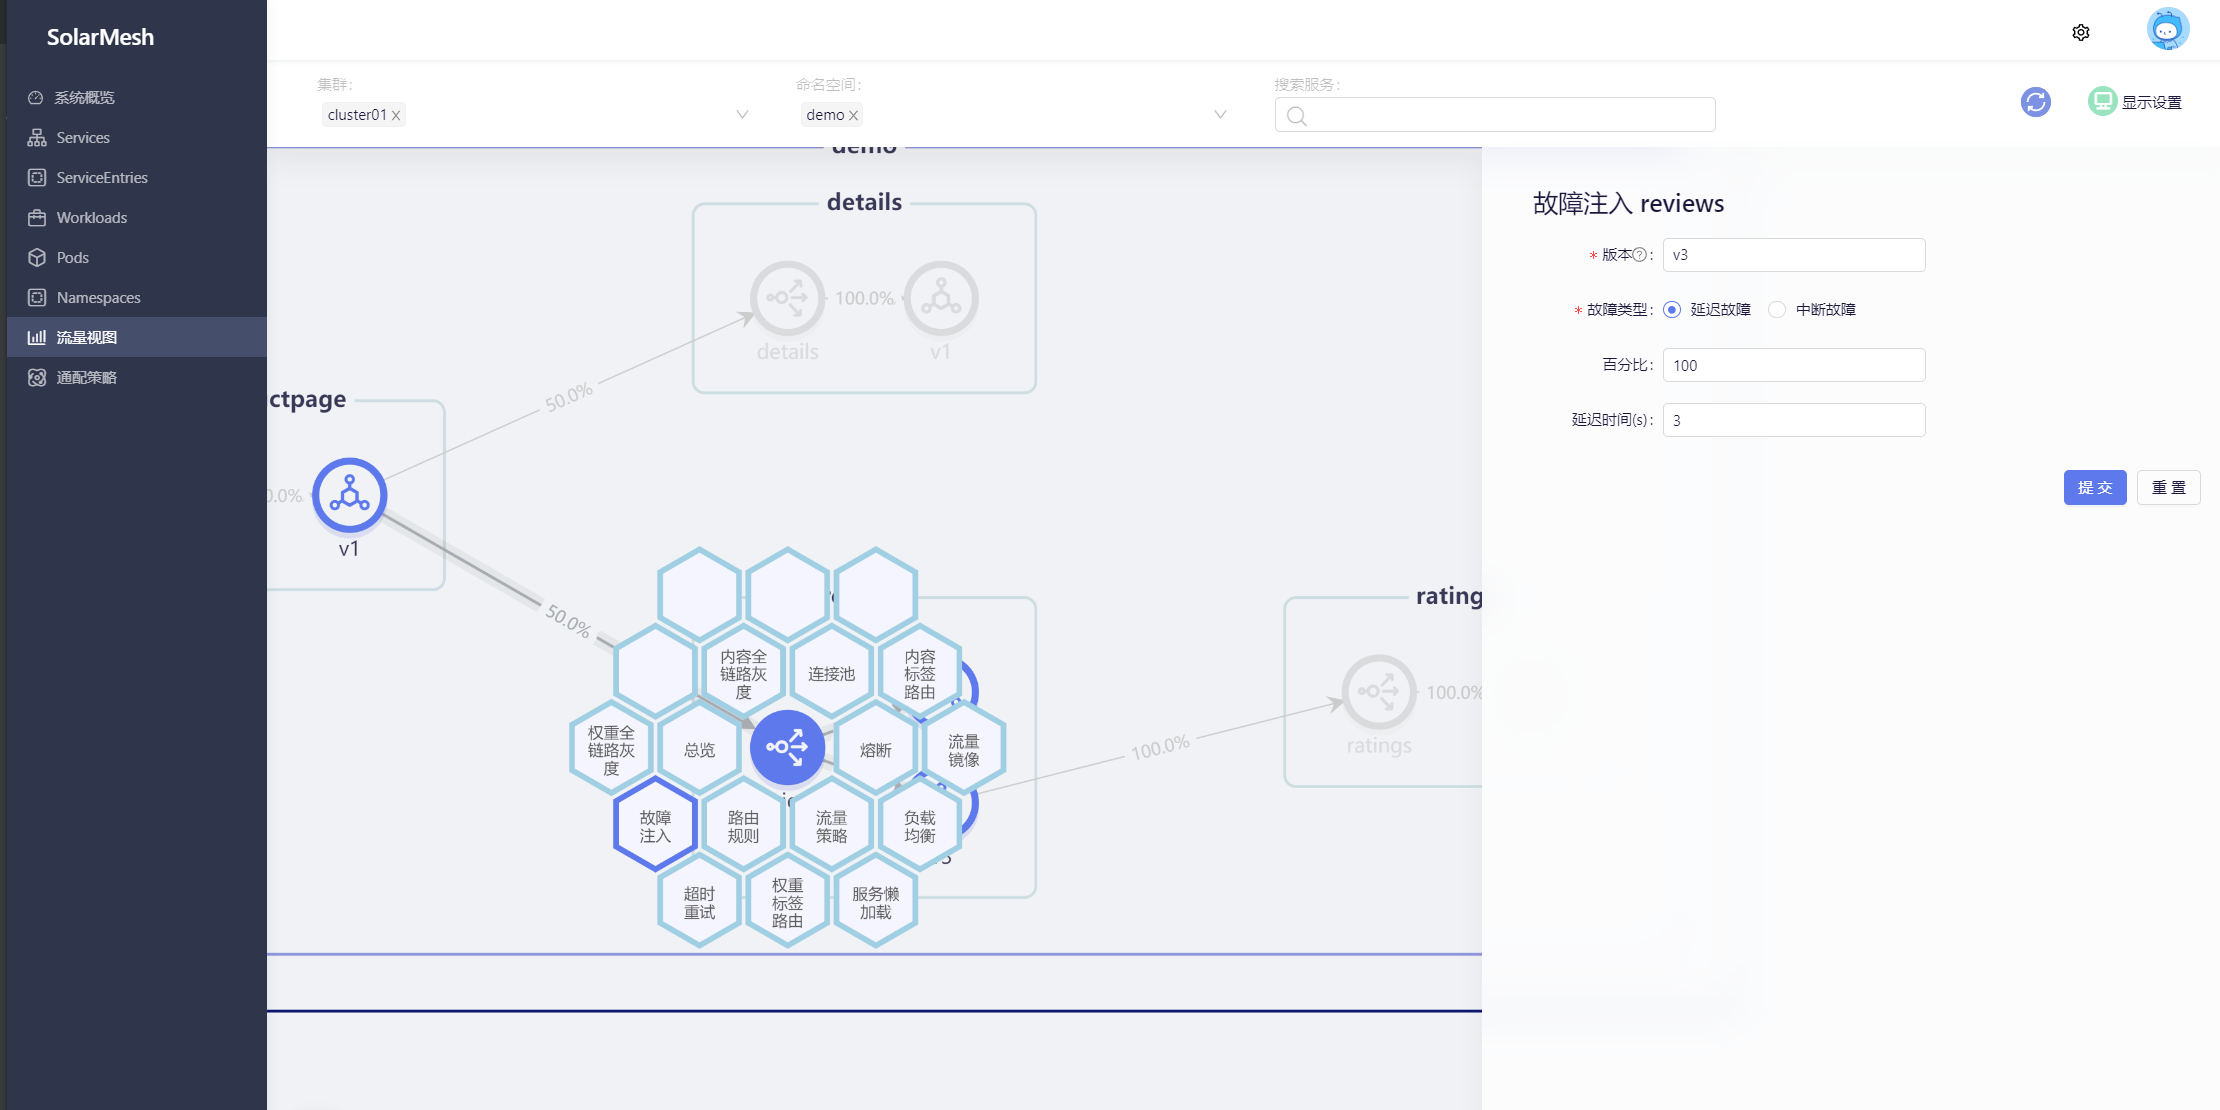 SolarMesh
系统概览
Services
ServiceEntries
Workloads
Pods
Namespaces
流量视图
通配策略
集群:
cluster01
命名空间:
demo
搜索服务:
显示设置
demo
details
100.0%
details
v1
50.0%
ctpage
0.0%
v1
50.0%
内容全
链路灰
度
连接池
内容
标签
路由
权重全
链路灰
度
总览
熔断
流量
镜像
故障
注入
路由
规则
流量
策略
负载
均衡
超时
重试
权重
标签
路由
服务懒
加载
100.0%
rating
100.0%
ratings
故障注入 reviews
* 版本 :
v3
* 故障类型:
延迟故障
中断故障
百分比:
100
延迟时间(s):
3
提 交
重 置